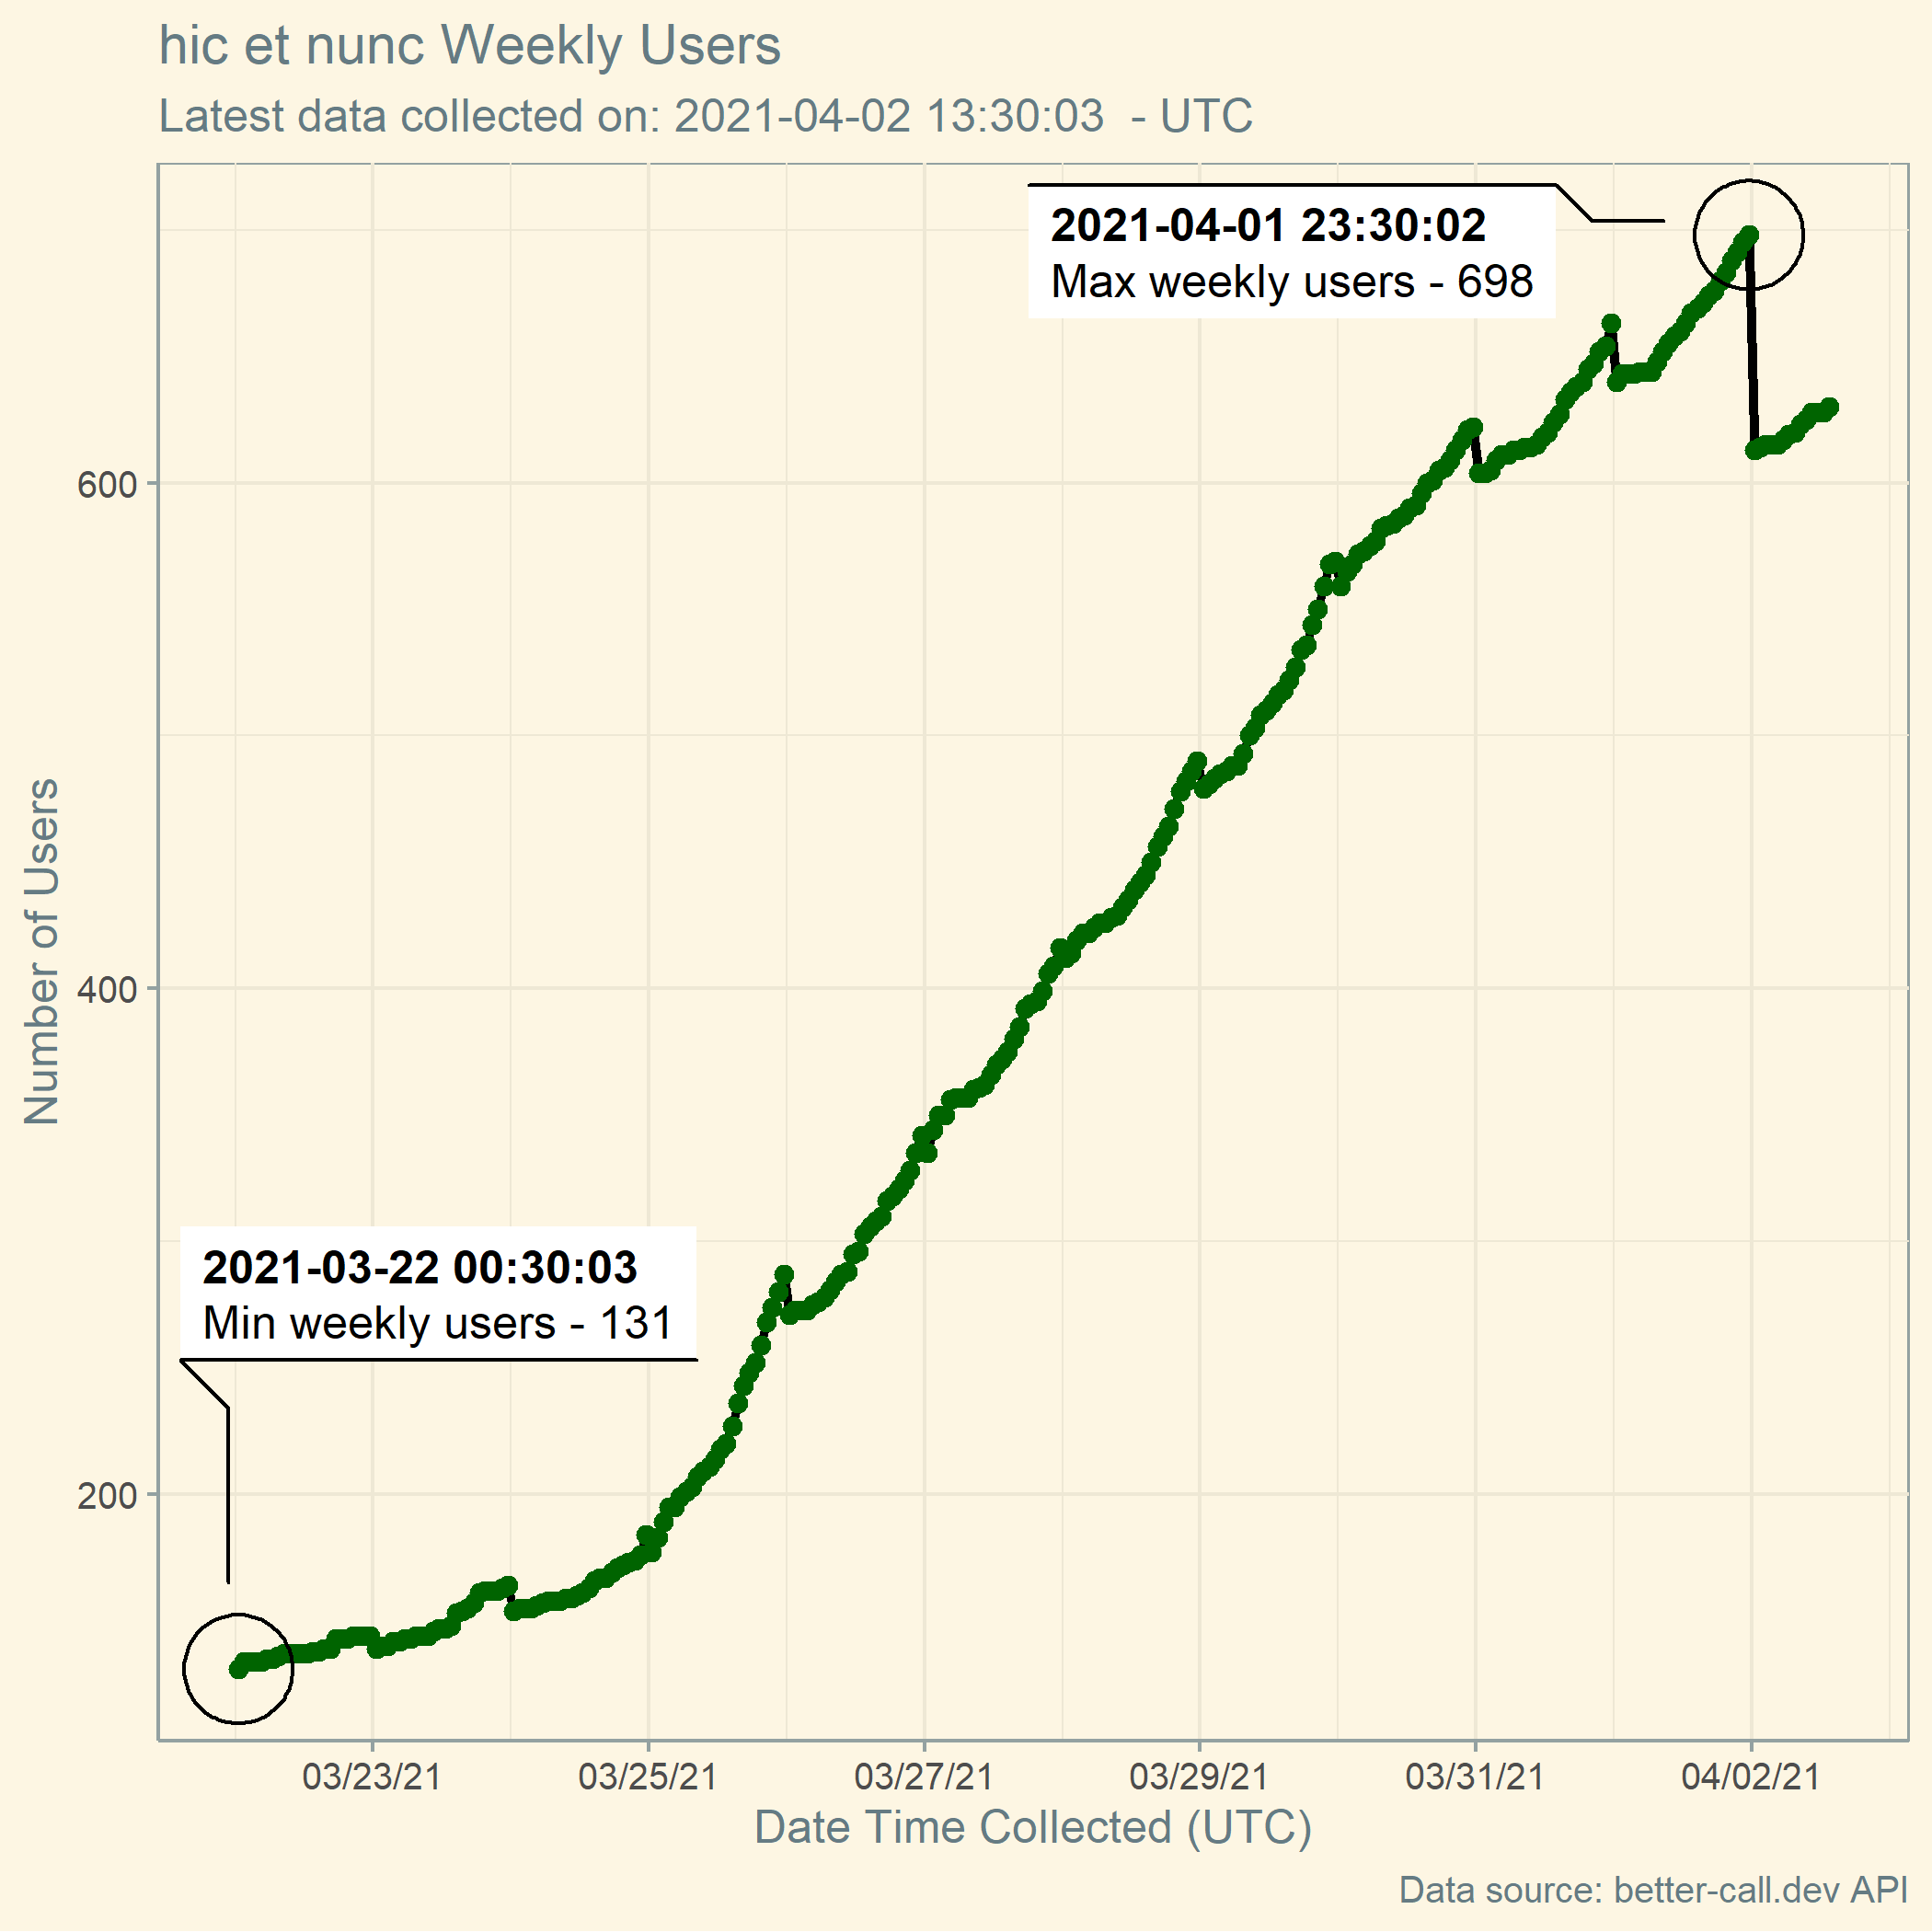 hic et nunc Weekly Users
Latest data collected on: 2021-04-02 13:30:03  - UTC
2021-04-01 23:30:02
Max weekly users - 698
2021-03-22 00:30:03
Min weekly users - 131
Number of Users
600
400
200
03/23/21
03/25/21
03/27/21
03/29/21
03/31/21
04/02/21
Date Time Collected (UTC)
Data source: better-call.dev API